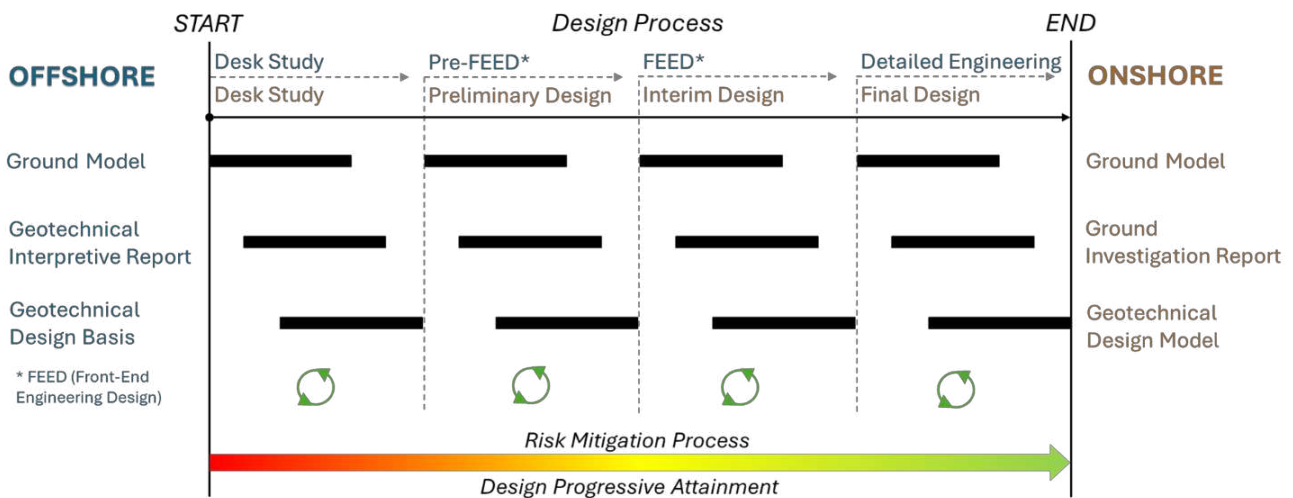 START
Design Process
END
OFFSHORE
Desk Study
Pre-FEED*
FEED*
Detailed Engineering
ONSHORE
Desk Study
Preliminary Design
Interim Design
Final Design
Ground Model
Ground Model
Geotechnical
Interpretive Report
Ground
Investigation Report
Geotechnical
Design Basis
Geotechnical
Design Model
* FEED (Front-End
Engineering Design)
Risk Mitigation Process
Design Progressive Attainment